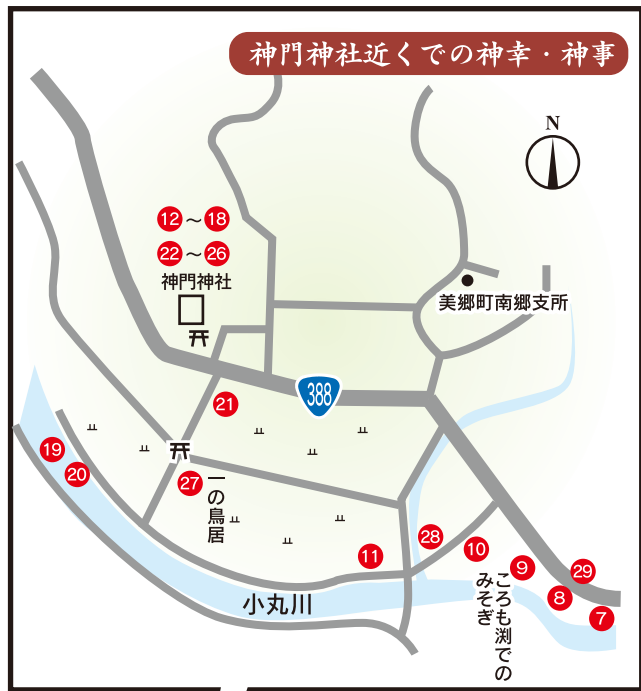 神門神社近くでの神幸・神事
N
12～18
22～26
神門神社
美郷町南郷支所
388
21
19
20
27
一の鳥居
28
11
10
9
29
8
7
ころも渕での
みそぎ
小丸川